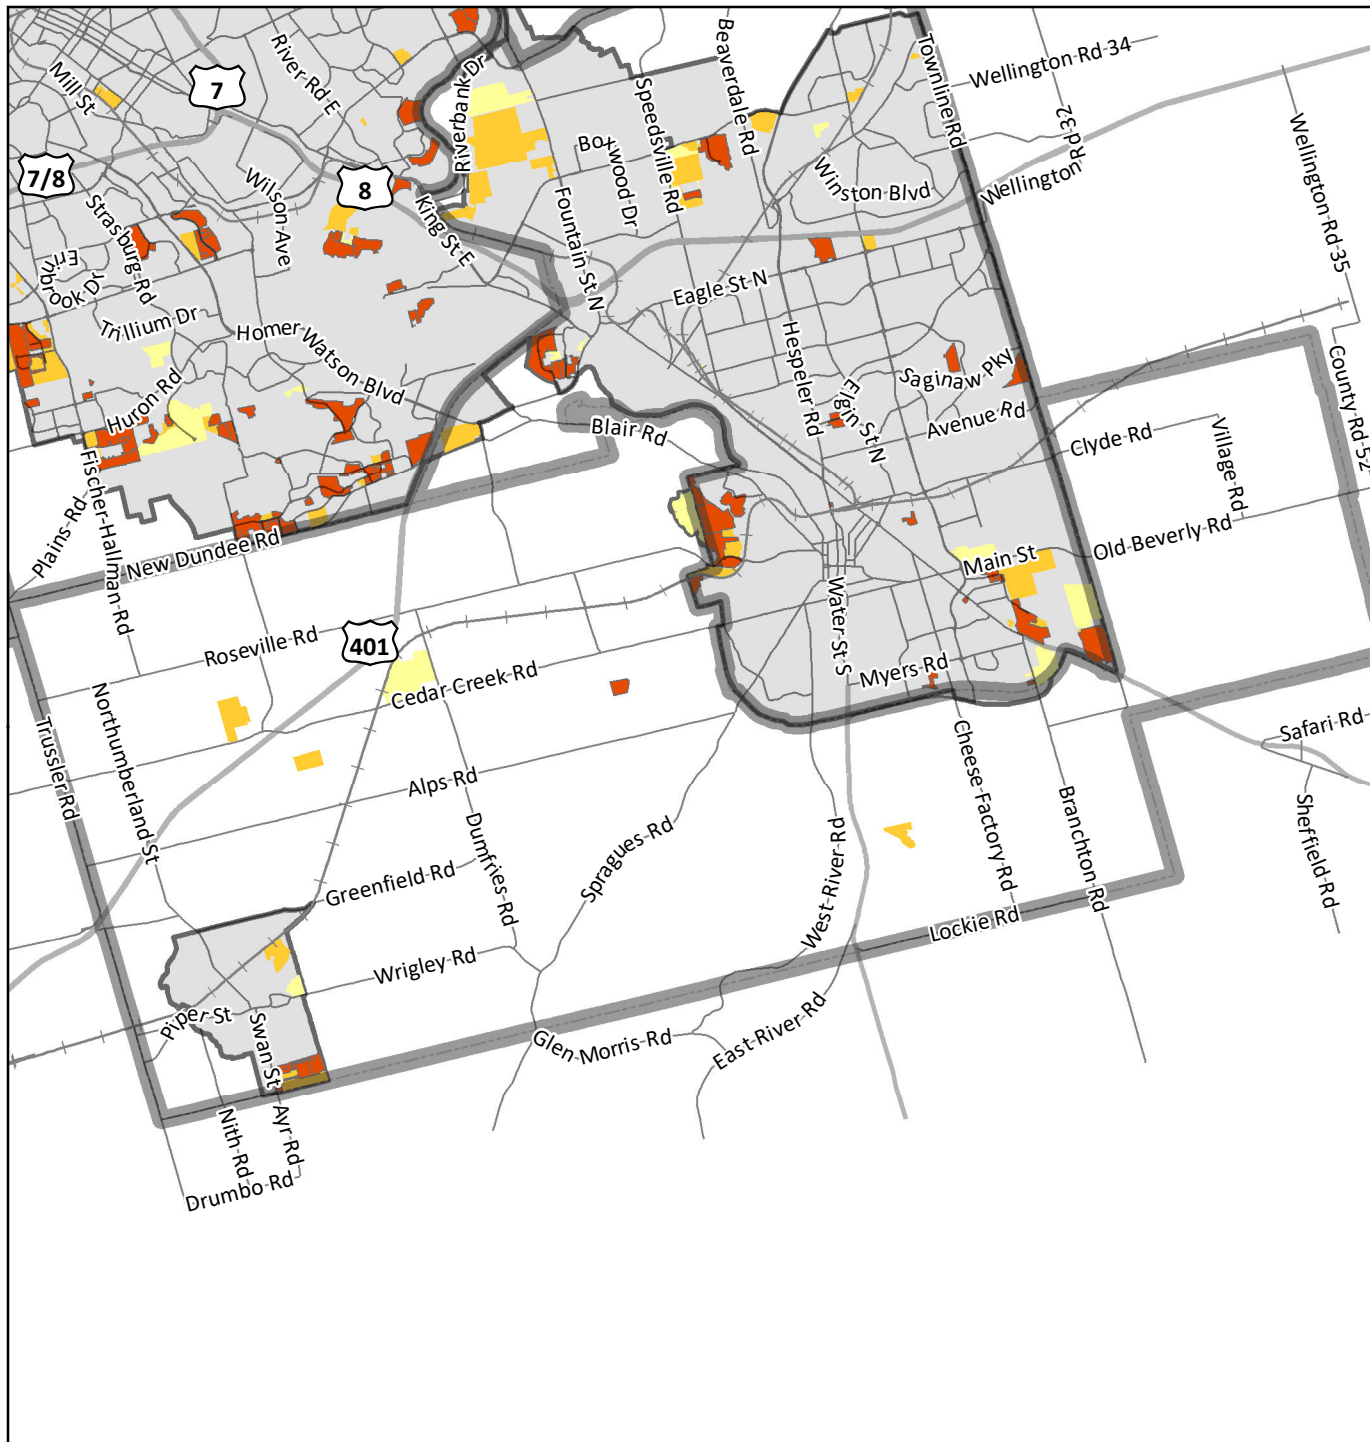 Mill St
7
River Rd E
Riverbank Dr
Speedsville Rd
Beaverdale Rd
Townline Rd
Wellington Rd 34
Wellington Rd 32
Wellington Rd 35
7/8
8
Boxwood Dr
Winston Blvd
Wilson Ave
King St E
Fountain St N
Strasburg Rd
Erinbrook Dr
Trillium Dr
Homer Watson Blvd
Eagle St N
Hespeler Rd
Elgin St N
Saginaw Pky
Avenue Rd
County Rd 52
Huron Rd
Blair Rd
Clyde Rd
Village Rd
Plains Rd
Fischer-Hallman Rd
New Dundee Rd
Main St
Old Beverly Rd
Roseville Rd
401
Cedar Creek Rd
Water St S
Myers Rd
Trussler Rd
Northumberland St
Alps Rd
Dumfries Rd
Spragues Rd
West River Rd
Cheese Factory Rd
Branchton Rd
Safari Rd
Sheffield Rd
Greenfield Rd
Wrigley Rd
Lockie Rd
Piper St
Swan St
Glen Morris Rd
East River Rd
Nith Rd
Ayr Rd
Drumbo Rd